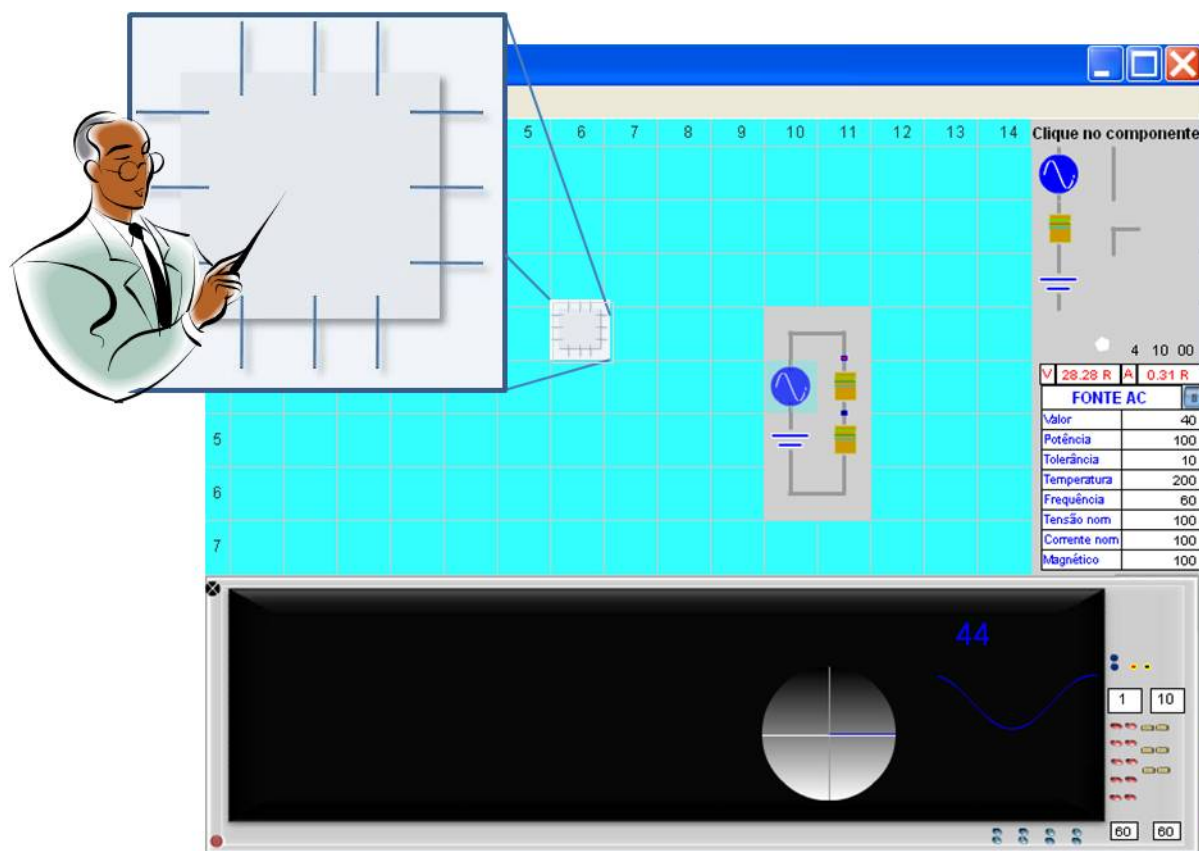 5 6 7 8 9 10 11 12 13 14
Clique no componente
4 10 00
V 28.28 R A 0.31 R
FONTE AC
Valor 40
Potência 100
Tolerância 10
Temperatura 200
Frequência 60
Tensão nom 100
Corrente nom 100
Magnético 100
5
6
7
44
1 10
60 60